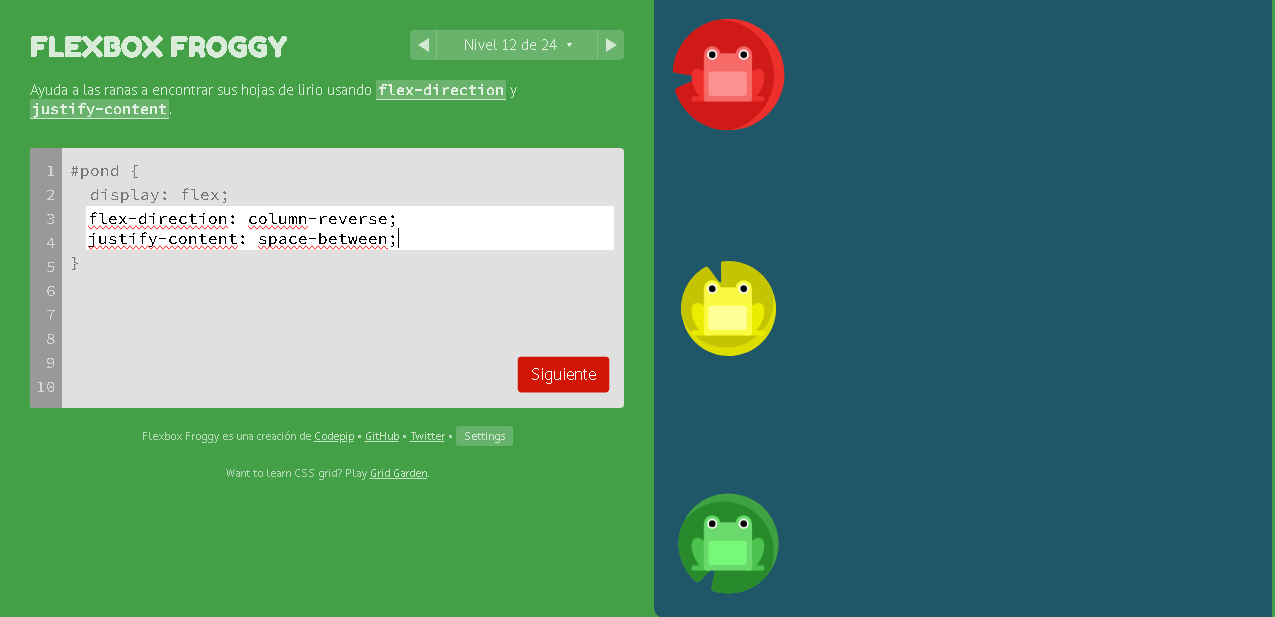 FLEXBOX FROGGY
Nivel 12 de 24
Ayuda a las ranas a encontrar sus hojas de lirio usando flex-direction y
justify-content.
1 #pond {
2 display: flex;
3 flex-direction: column-reverse;
4 justify-content: space-between;
5 }
6
7
8
9
10
Siguiente
Flexbox Froggy es una creación de Codepip • GitHub • Twitter • Settings
Want to learn CSS grid? Play Grid Garden.